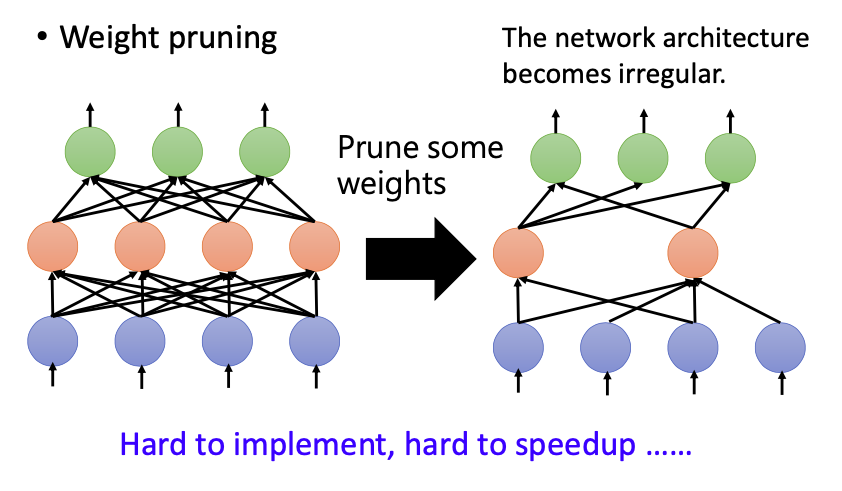 • Weight pruning
The network architecture
becomes irregular.
Prune some
weights
Hard to implement, hard to speedup ......